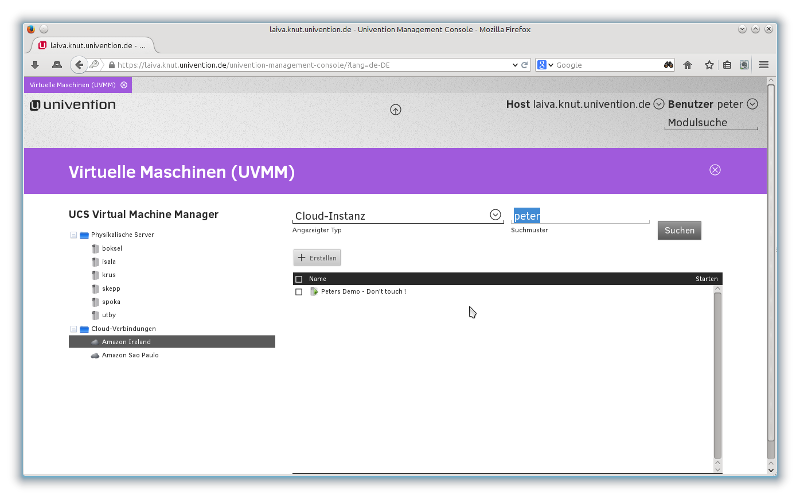 laiva.knut.univention.de - Univention Management Console - Mozilla Firefox
laiva.knut.univention.de - ...
https://laiva.knut.univention.de/univention-management-console/?lang=de-DE
Google
Virtuelle Maschinen (UVMM)
univention
Host laiva.knut.univention.de Benutzer peter
Modulsuche
Virtuelle Maschinen (UVMM)
UCS Virtual Machine Manager
Physikalische Server
boksel
isala
krus
skepp
spoka
utby
Cloud-Verbindungen
Amazon Ireland
Amazon Sao Paulo
Cloud-Instanz
Angezeigter Typ
peter
Suchmuster
Suchen
Erstellen
Name Starten
Peters Demo - Don't touch !